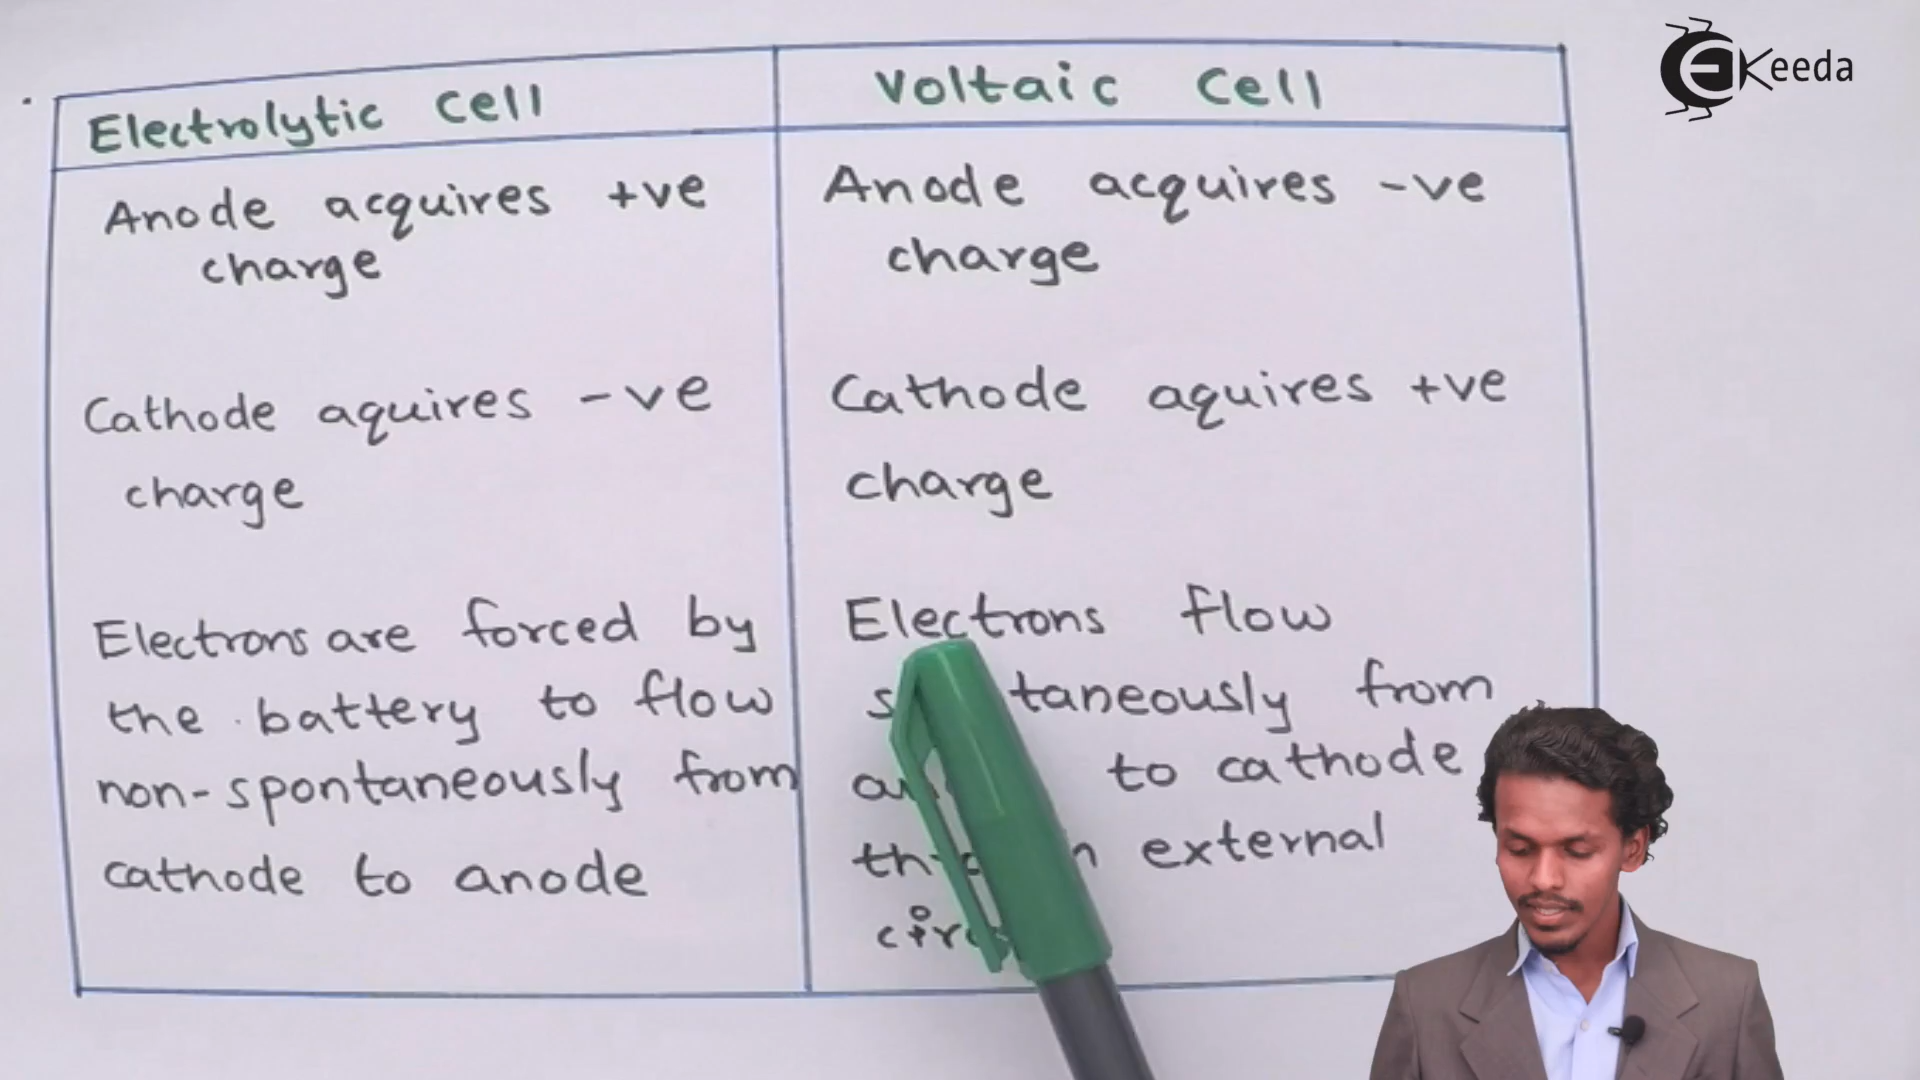 Electrolytic Cell
Voltaic Cell
Anode acquires +ve
charge
Anode acquires -ve
charge
Cathode aquires -ve
charge
Cathode aquires +ve
charge
Electrons are forced by
the battery to flow
non-spontaneously from
cathode to anode
Electrons flow
from
to cathode
external
EKeeda